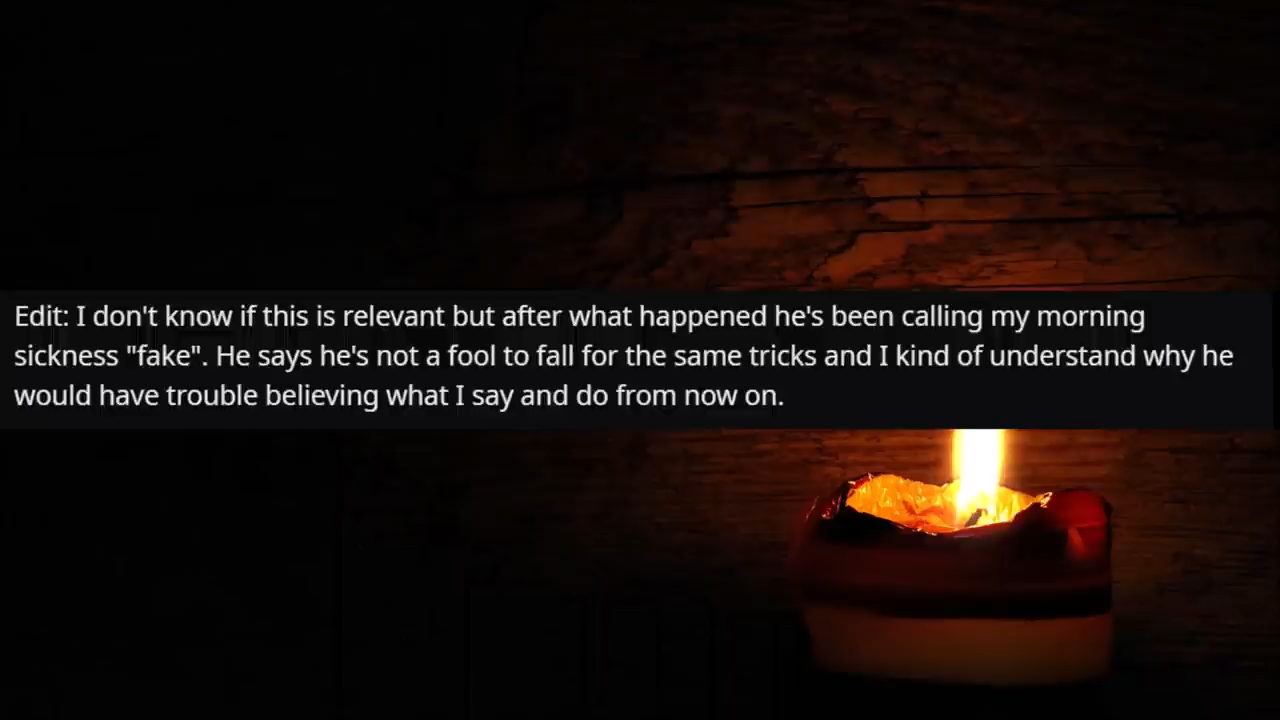 Edit: I don't know if this is relevant but after what happened he's been calling my morning
sickness "fake". He says he's not a fool to fall for the same tricks and I kind of understand why he
would have trouble believing what I say and do from now on.